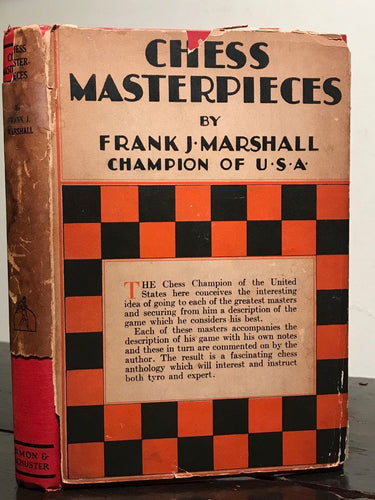 CHESS
MASTERPIECES
BY
FRANK J. MARSHALL
CHAMPION OF U·S·A·
THE Chess Champion of the United
States here conceives the interesting
idea of going to each of the greatest masters
and securing from him a description of the
game which he considers his best.
Each of these masters accompanies the
description of his game with his own notes
and these in turn are commented on by the
author. The result is a fascinating chess
anthology which will interest and instruct
both tyro and expert.
CHESS
MASTER-
PIECES
BY
FRANK J.
MARSHALL
SIMON &
SCHUSTER